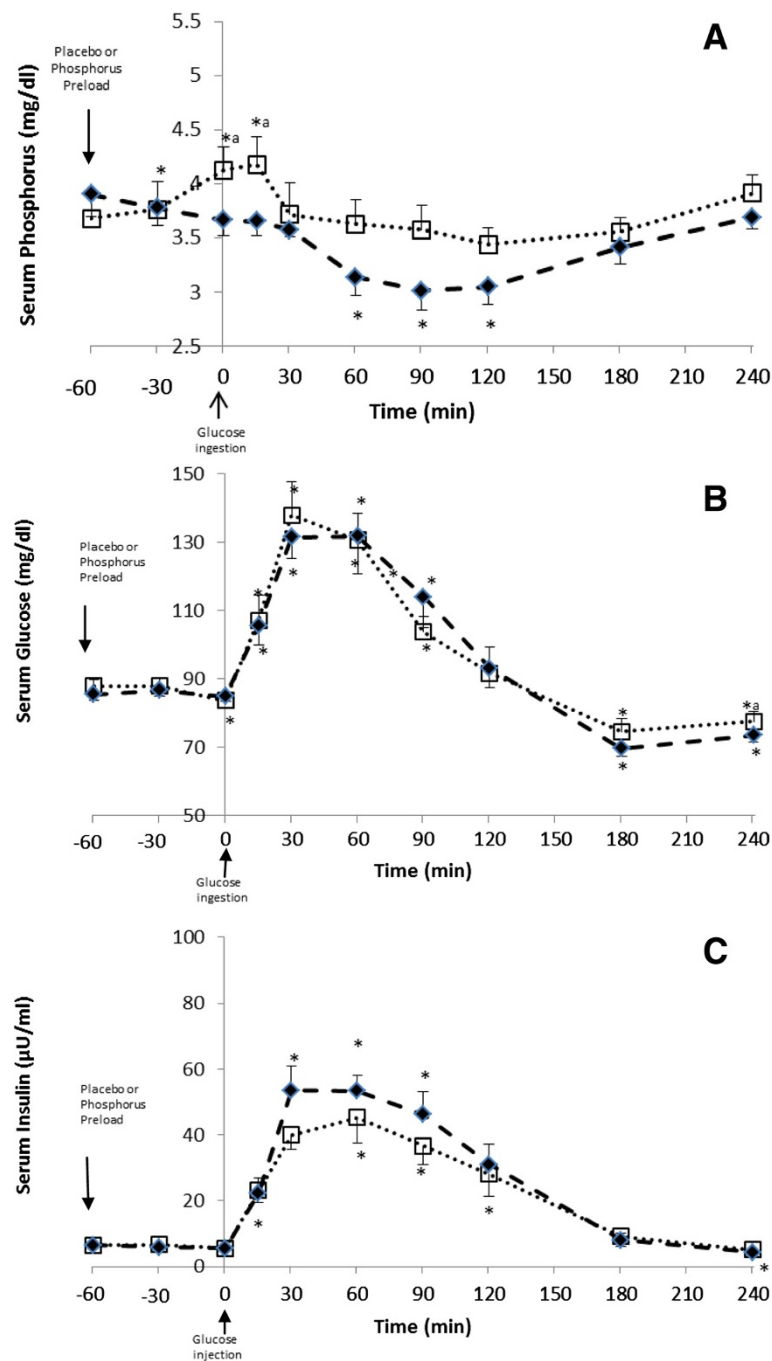 A
Placebo or
Phosphorus
Preload
Serum Phosphorus (mg/dl)
5.5
5
4.5
4
3.5
3
2.5
*
*a
*a
*
*
*
-60
-30
0
30
60
90
120
150
180
210
240
Time (min)
Glucose
ingestion
B
Placebo or
Phosphorus
Preload
Serum Glucose (mg/dl)
150
130
110
90
70
50
*
*
*
*
*
*
*
*
*
*
*
*
*a
*
-60
-30
0
30
60
90
120
150
180
210
240
Time (min)
Glucose
ingestion
C
Placebo or
Phosphorus
Preload
Serum Insulin (µU/ml)
100
80
60
40
20
0
*
*
*
*
*
*
*
*
-60
-30
0
30
60
90
120
150
180
210
240
Time (min)
Glucose
injection